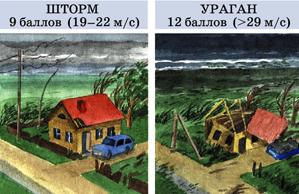 ШТОРМ
9 баллов (19–22 м/с)
УРАГАН
12 баллов (>29 м/с)